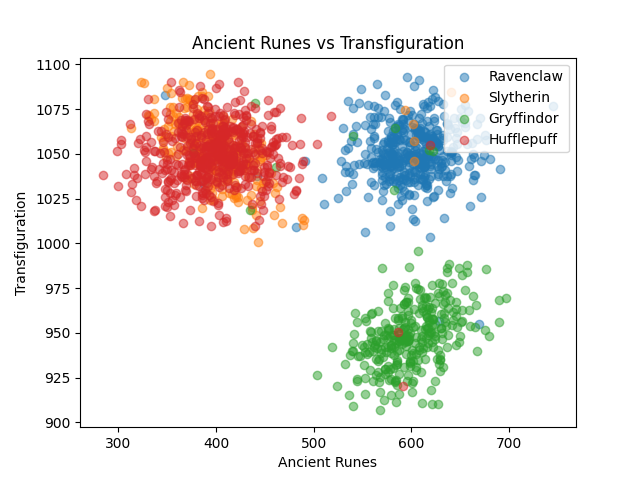 Ancient Runes vs Transfiguration
Ravenclaw
Slytherin
Gryffindor
Hufflepuff
1100
1075
1050
1025
1000
975
950
925
900
Transfiguration
300 400 500 600 700
Ancient Runes